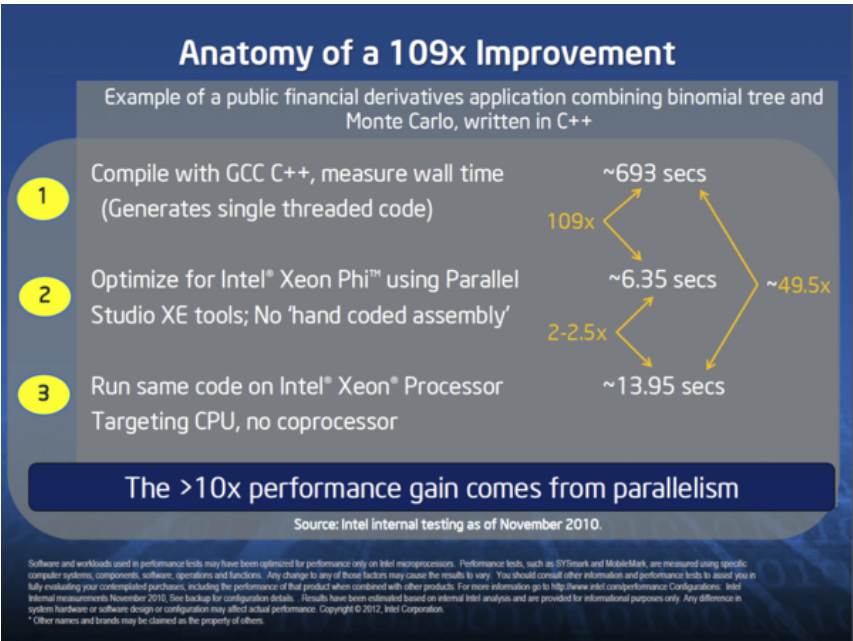 Anatomy of a 109x Improvement
Example of a public financial derivatives application combining binomial tree and
Monte Carlo, written in C++
1
Compile with GCC C++, measure wall time
(Generates single threaded code)
~693 secs
109x
2
Optimize for Intel® Xeon Phi™ using Parallel
Studio XE tools; No 'hand coded assembly'
~6.35 secs
~49.5x
2-2.5x
3
Run same code on Intel® Xeon® Processor
Targeting CPU, no coprocessor
~13.95 secs
The >10x performance gain comes from parallelism
Source: Intel internal testing as of November 2010.
Software and workloads used in performance tests may have been optimized for performance only on Intel microprocessors. Performance tests, such as SYSmark and MobileMark, are measured using specific
computer systems, components, software, operations and functions. Any change to any of those factors may cause the results to vary. You should consult other information and performance tests to assist you in
fully evaluating your contemplated purchases, including the performance of that product when combined with other products. For more information go to http://www.intel.com/performance Configurations: Intel
Internal measurements November 2010, See backup for configuration details. . Results have been estimated based on internal Intel analysis and are provided for informational purposes only. Any difference in
system hardware or software design or configuration may affect actual performance. Copyright © 2012, Intel Corporation.
* Other names and brands may be claimed as the property of others.